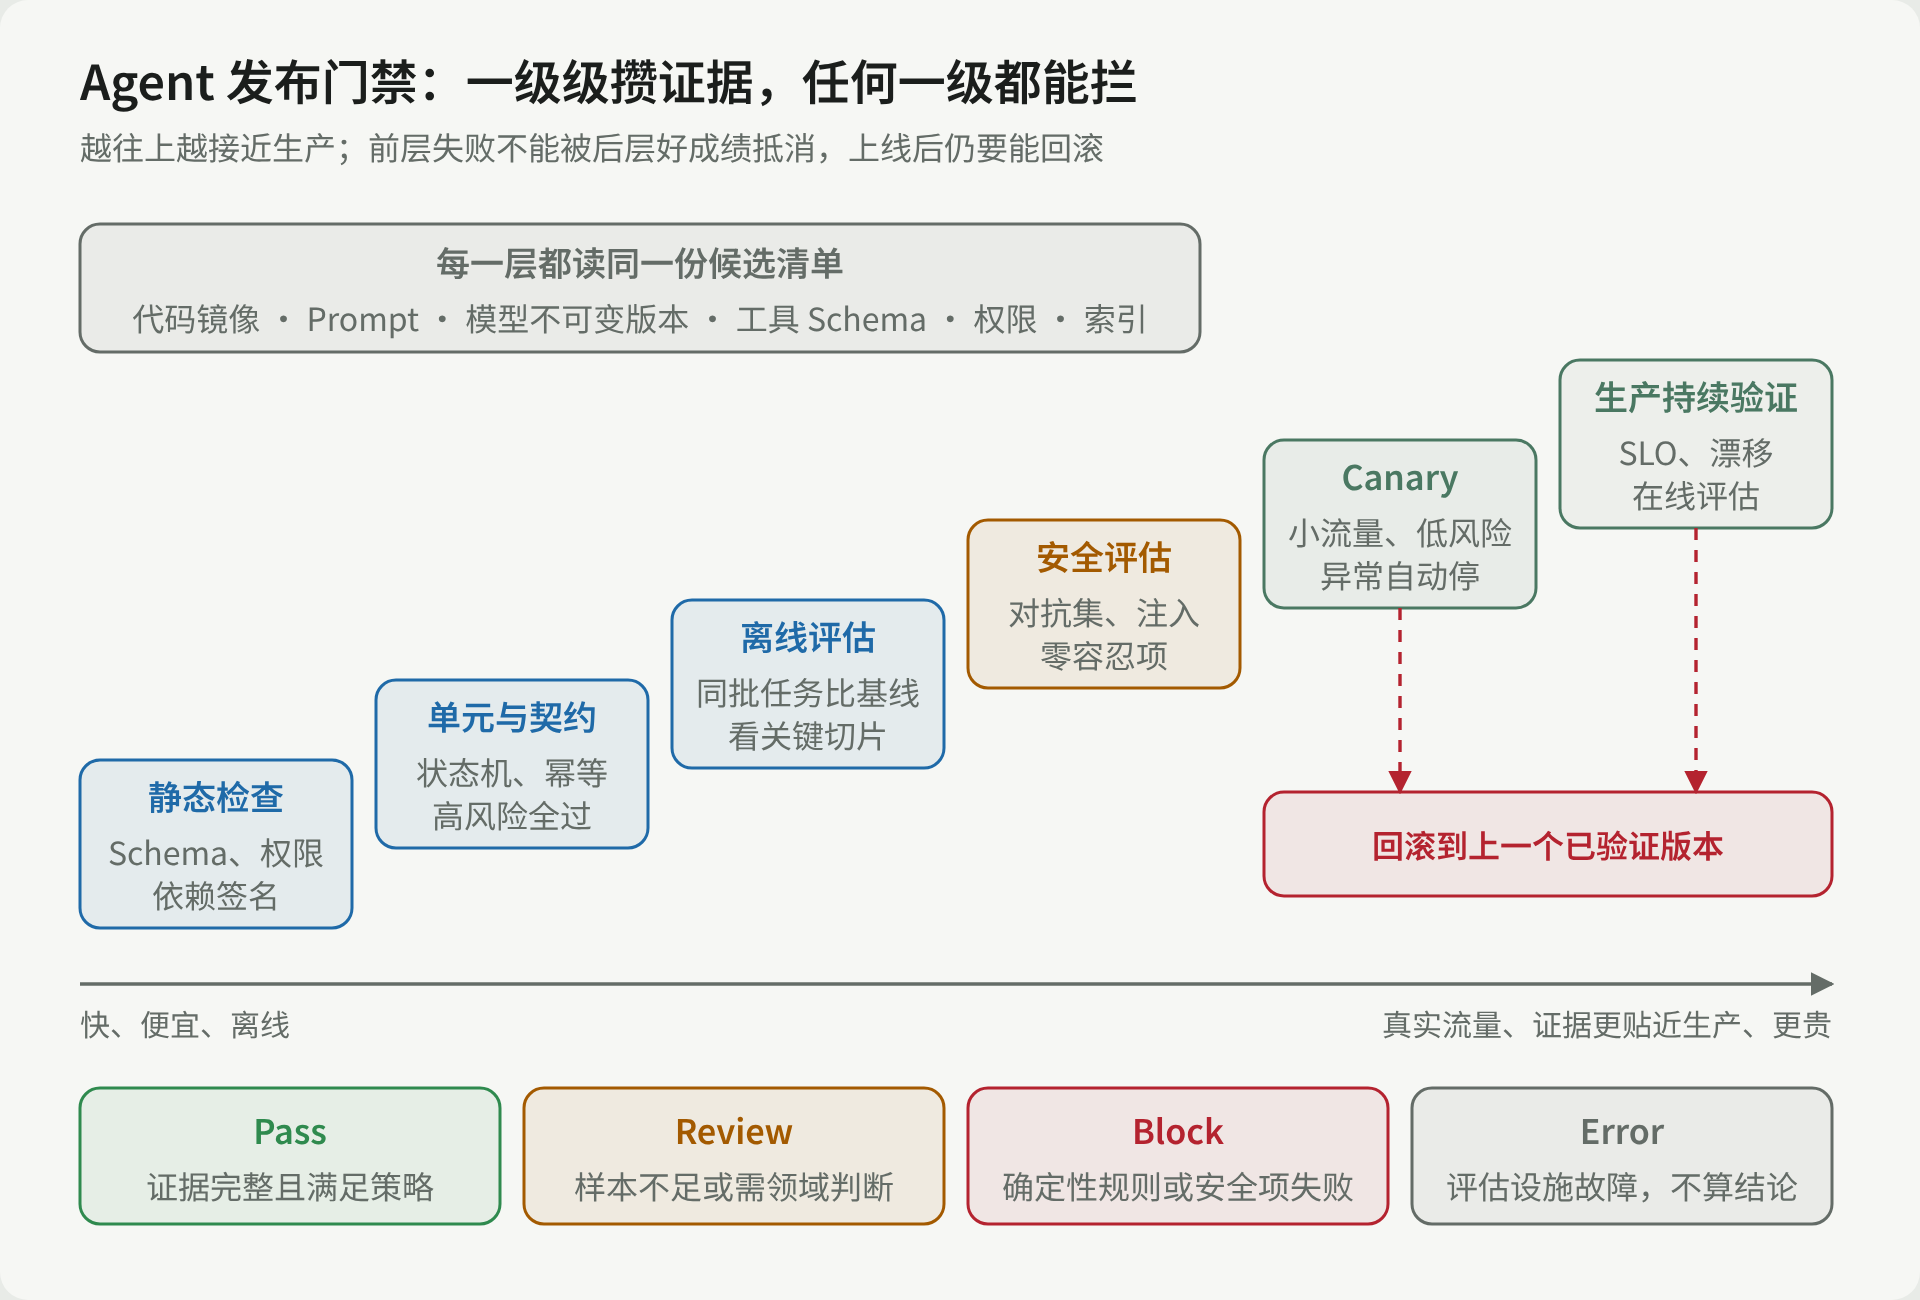 Agent 发布门禁：一级级攒证据，任何一级都能拦
越往上越接近生产；前层失败不能被后层好成绩抵消，上线后仍要能回滚
每一层都读同一份候选清单
代码镜像 · Prompt · 模型不可变版本 · 工具 Schema · 权限 · 索引
静态检查
Schema、权限
依赖签名
单元与契约
状态机、幂等
高风险全过
离线评估
同批任务比基线
看关键切片
安全评估
对抗集、注入
零容忍项
Canary
小流量、低风险
异常自动停
生产持续验证
SLO、漂移
在线评估
回滚到上一个已验证版本
快、便宜、离线
真实流量、证据更贴近生产、更贵
Pass
证据完整且满足策略
Review
样本不足或需领域判断
Block
确定性规则或安全项失败
Error
评估设施故障，不算结论